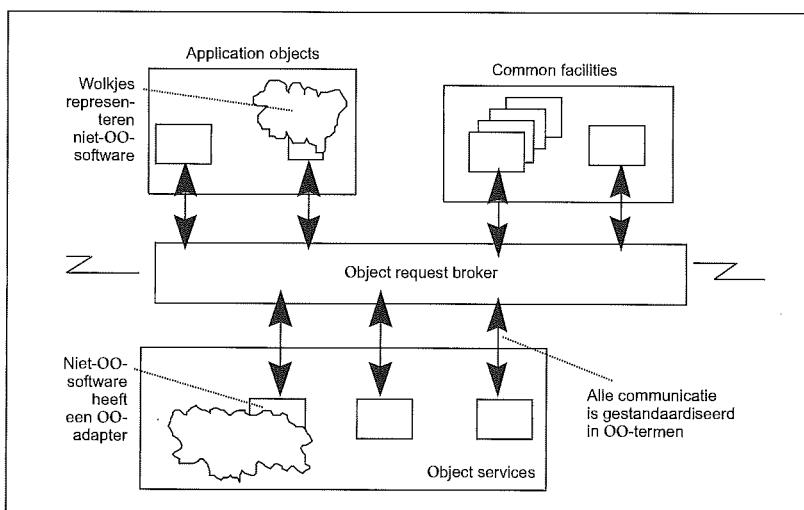 Application objects
Common facilities
Wolkjes
represen-
teren
niet-OO-
software
Object request broker
Niet-OO-
software
heeft
een OO-
adapter
Alle communicatie
is gestandaardiseerd
in OO-termen
Object services